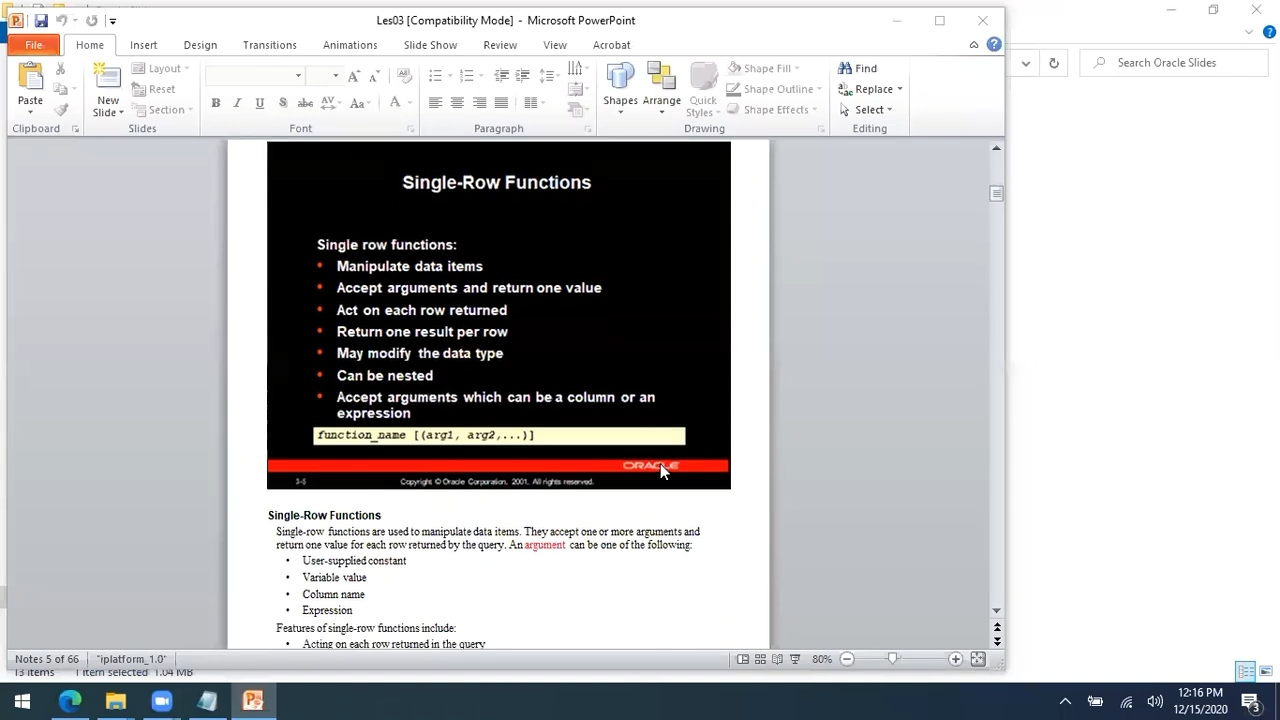 Les03 [Compatibility Mode] - Microsoft PowerPoint
File Home Insert Design Transitions Animations Slide Show Review View Acrobat
Search Oracle Slides
Paste
New
Slide
Layout
Reset
Section
B I U S abc AV Aa A
Shapes
Arrange
Quick
Styles
Shape Fill
Shape Outline
Shape Effects
Find
Replace
Select
Clipboard Slides Font Paragraph Drawing Editing
Single-Row Functions
Single row functions:
• Manipulate data items
• Accept arguments and return one value
• Act on each row returned
• Return one result per row
• May modify the data type
• Can be nested
• Accept arguments which can be a column or an
expression
function_name [(arg1, arg2,...)]
ORACLE
3-5 Copyright © Oracle Corporation, 2001. All rights reserved.
Single-Row Functions
Single-row functions are used to manipulate data items. They accept one or more arguments and
return one value for each row returned by the query. An argument can be one of the following:
• User-supplied constant
• Variable value
• Column name
• Expression
Features of single-row functions include:
• Acting on each row returned in the query
Notes 5 of 66 "iplatform_1.0" 80%
13 items 1 item selected 1.04 MB
12:16 PM
12/15/2020
3